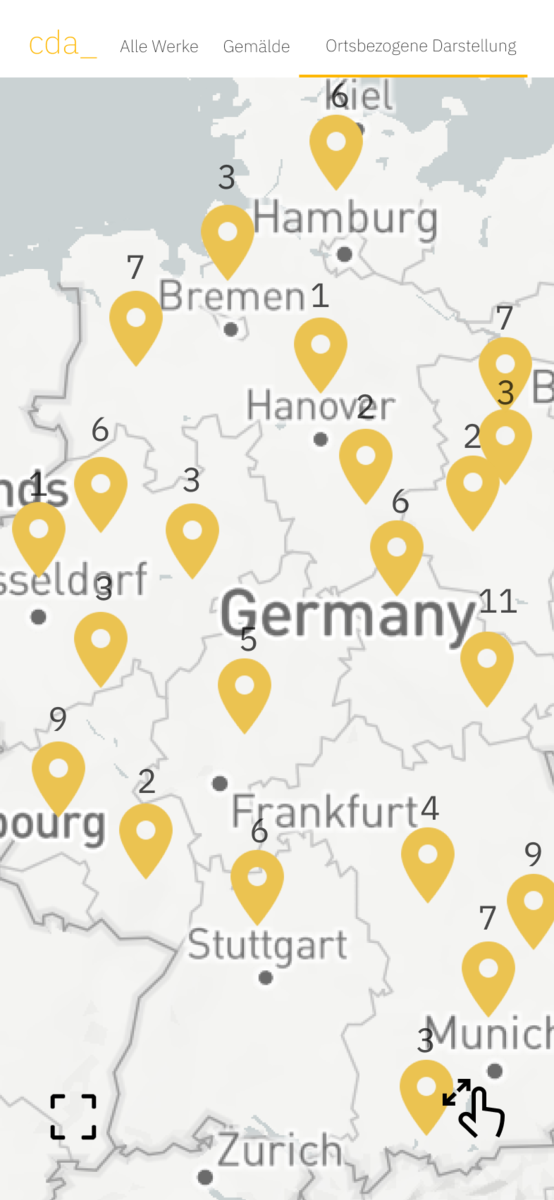 cda_ Alle Werke Gemälde Ortsbezogene Darstellung
Kiel
6
3
Hamburg
7
Bremen
1
7
3
B
Hanover
2
6
2
nds
1
3
6
sseldorf
3
Germany
11
5
9
2
Frankfurt
4
bourg
6
9
7
Stuttgart
Munich
3
Zurich